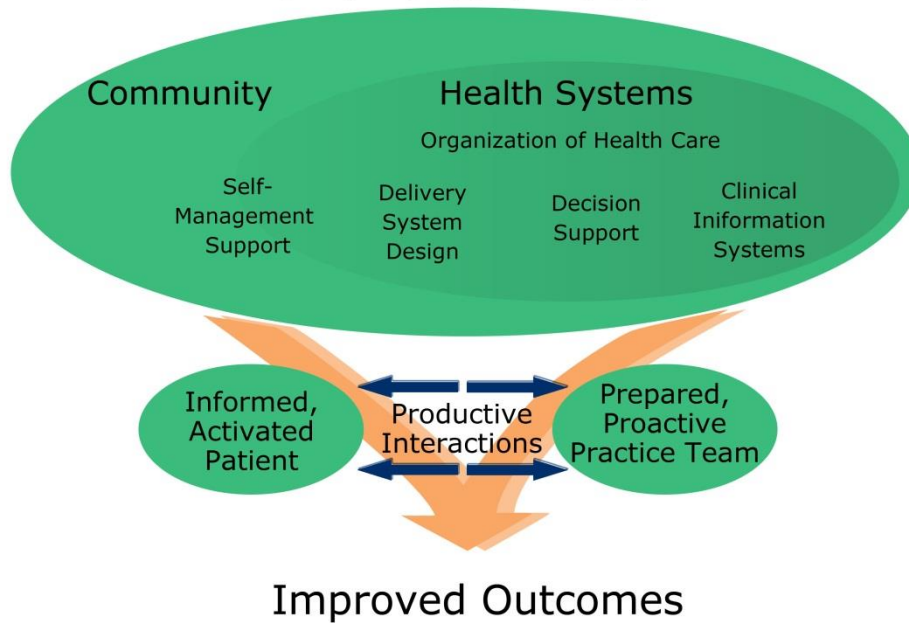 Community
Health Systems
Organization of Health Care
Self-
Management
Support
Delivery
System
Design
Decision
Support
Clinical
Iniformation
Systems
Informed,
Activated
Patient
Productive
Interactions
Prepared,
Proactive
Practice Team
Improved Outcomes